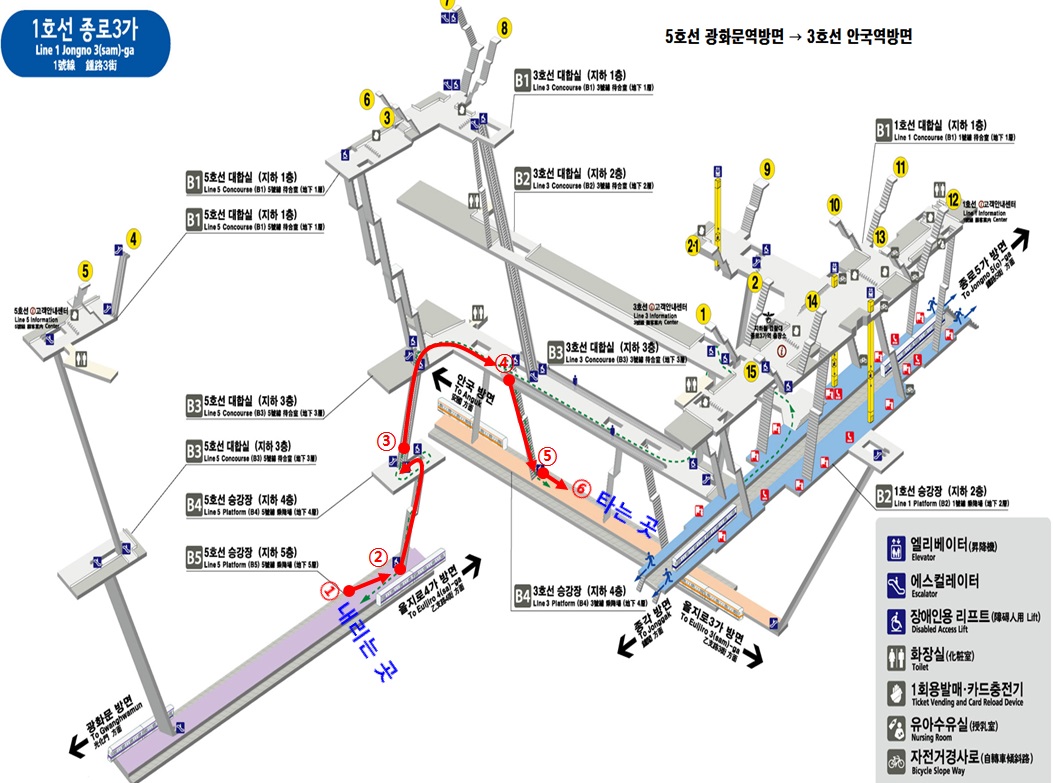 1호선 종로3가
Line 1 Jongno 3(sam)-ga
1號線 鍾路3街
5호선 광화문역방면 → 3호선 안국역방면
7
8
6
3
B1 3호선 대합실 (지하 1층)
Line 3 Concourse (B1) 3號線 待合室 (地下 1層)
B1 1호선 대합실 (지하 1층)
Line 1 Concourse (B1) 1號線 待合室 (地下 1層)
B1 5호선 대합실 (지하 1층)
Line 5 Concourse (B1) 5號線 待合室 (地下 1層)
B2 3호선 대합실 (지하 2층)
Line 3 Concourse (B2) 3號線 待合室 (地下 2層)
9
11
10
12
13
1호선 고객안내센터
Line 1 Information Center
B1 5호선 대합실 (지하 1층)
Line 5 Concourse (B1) 5號線 待合室 (地下 1層)
4
5
2-1
2
14
1
15
종로5가 방면
To Jongno 5(o)-ga
5호선 고객안내센터
Line 5 Information Center
3호선 고객안내센터
Line 3 Information Center
B3 3호선 대합실 (지하 3층)
Line 3 Concourse (B3) 3號線 待合室 (地下 3層)
안국 방면
To Anguk
安國 方面
B3 5호선 대합실 (지하 3층)
Line 5 Concourse (B3) 5號線 待合室 (地下 3層)
B3 5호선 대합실 (지하 3층)
Line 5 Concourse (B3) 5號線 待合室 (地下 3層)
B4 5호선 승강장 (지하 4층)
Line 5 Platform (B4) 5號線 乘降場 (地下 4層)
B5 5호선 승강장 (지하 5층)
Line 5 Platform (B5) 5號線 乘降場 (地下 5層)
①
②
③
④
⑤
⑥
타는 곳
내리는 곳
B2 1호선 승강장 (지하 2층)
Line 1 Platform (B2) 1號線 乘降場 (地下 2層)
B4 3호선 승강장 (지하 4층)
Line 3 Platform (B4) 3號線 乘降場 (地下 4層)
을지로4가 방면
To Euljiro 4(sa)-ga
乙支路4街 方面
종각 방면
To Jonggak
鐘閣 方面
을지로3가 방면
To Euljiro 3(sam)-ga
乙支路3街 方面
광화문 방면
To Gwanghwamun
光化門 方面
엘리베이터(昇降機)
Elevator
에스컬레이터
Escalator
장애인용 리프트(障碍人用 Lift)
Disabled Access Lift
화장실(化粧室)
Toilet
1회용발매·카드충전기
Ticket Vending and Card Reload Device
유아수유실(授乳室)
Nursing Room
자전거경사로(自轉車傾斜路)
Bicycle Slope Way